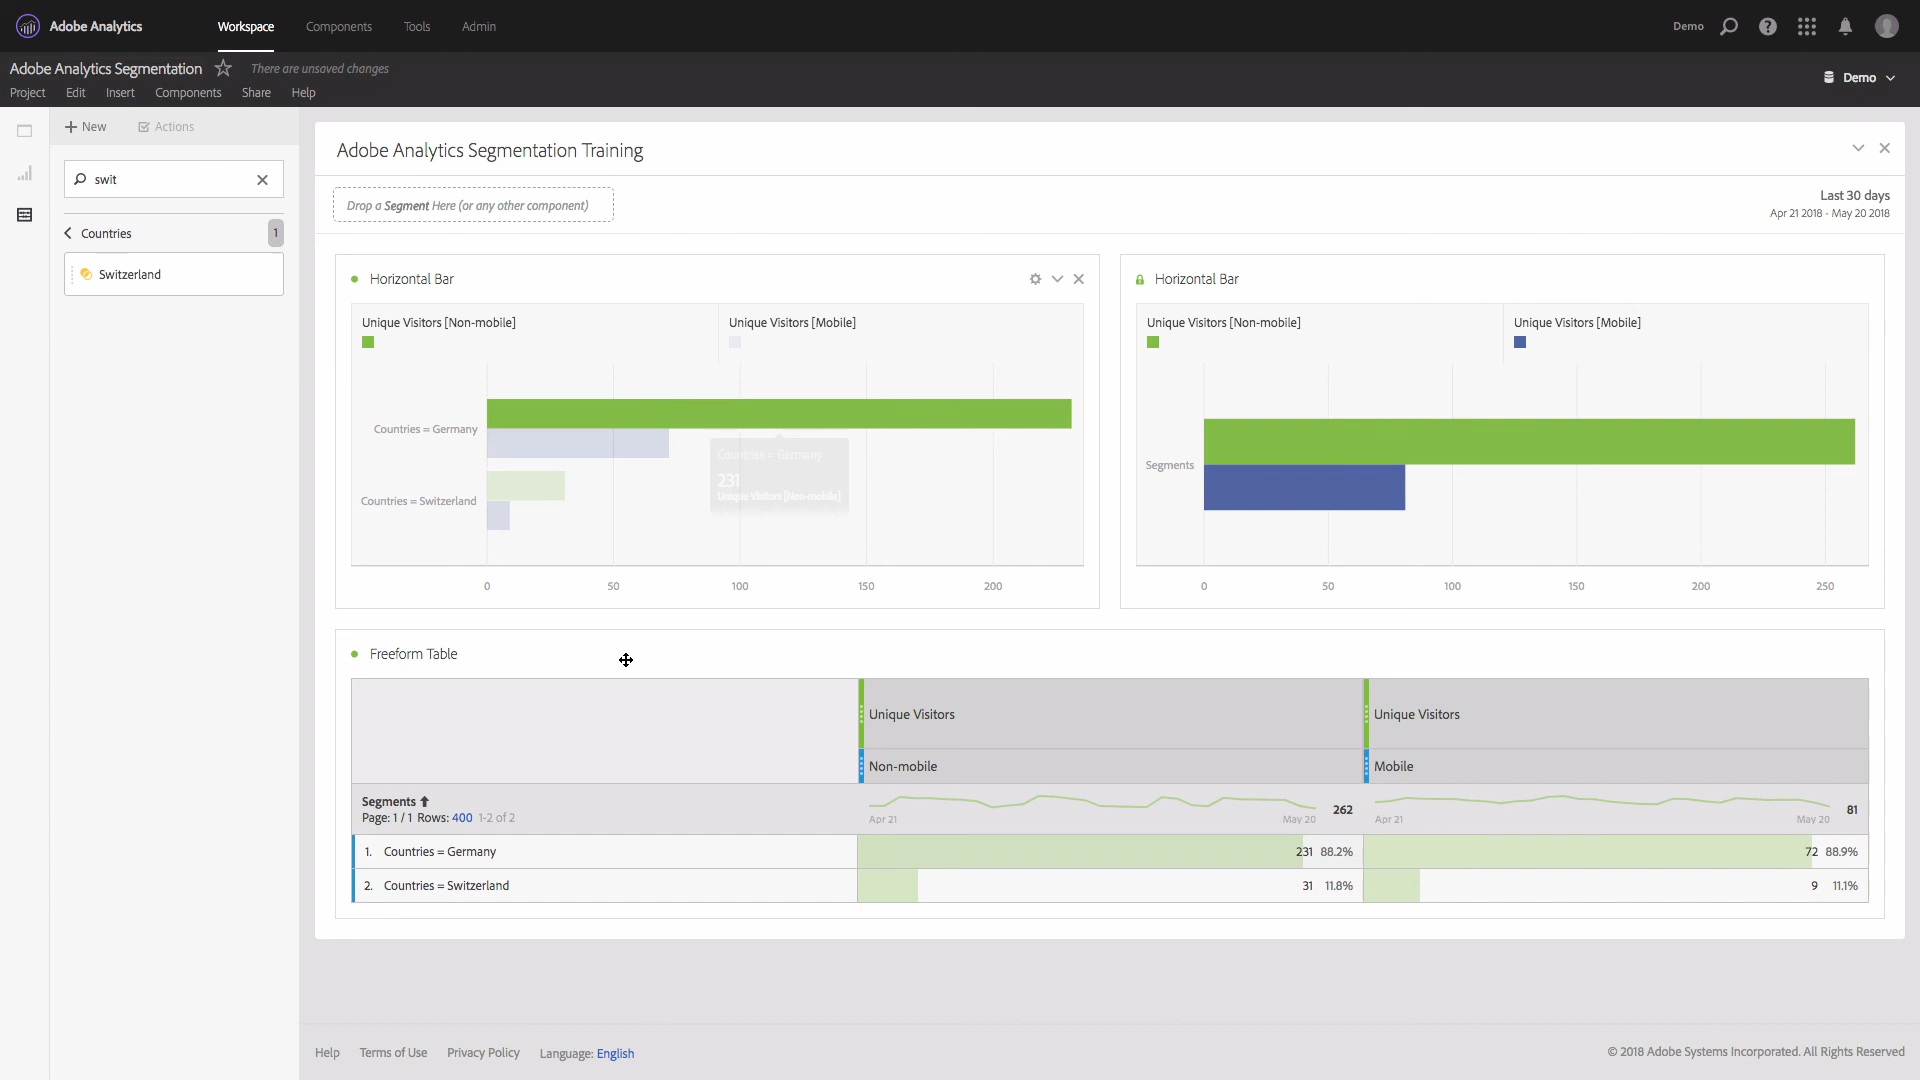 Adobe Analytics
Workspace
Components
Tools
Admin
Demo
Adobe Analytics Segmentation
There are unsaved changes
Demo
Project
Edit
Insert
Components
Share
Help
New
Actions
swit
Countries
1
Switzerland
Adobe Analytics Segmentation Training
Drop a Segment Here (or any other component)
Last 30 days
Apr 21 2018 - May 20 2018
Horizontal Bar
Unique Visitors [Non-mobile]
Unique Visitors [Mobile]
Countries = Germany
Countries = Germany
231
Unique Visitors [Non-mobile]
Countries = Switzerland
0
50
100
150
200
Horizontal Bar
Unique Visitors [Non-mobile]
Unique Visitors [Mobile]
Segments
0
50
100
150
200
250
Freeform Table
Unique Visitors
Unique Visitors
Non-mobile
Mobile
Segments
Page: 1 / 1 Rows: 400 1-2 of 2
Apr 21
May 20
262
Apr 21
May 20
81
1. Countries = Germany
231 88.2%
72 88.9%
2. Countries = Switzerland
31 11.8%
9 11.1%
Help
Terms of Use
Privacy Policy
Language: English
© 2018 Adobe Systems Incorporated. All Rights Reserved